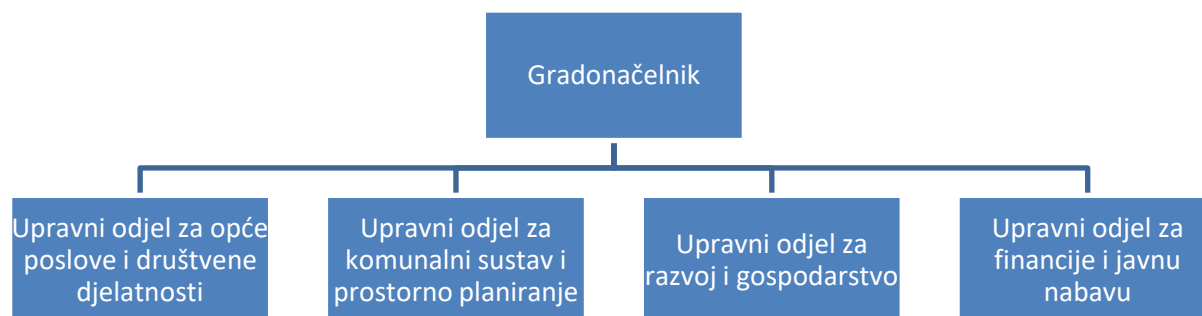 Gradonačelnik
Upravni odjel za opće
poslove i društvene
djelatnosti
Upravni odjel za
komunalni sustav i
prostorno planiranje
Upravni odjel za
razvoj i gospodarstvo
Upravni odjel za
financije i javnu
nabavu